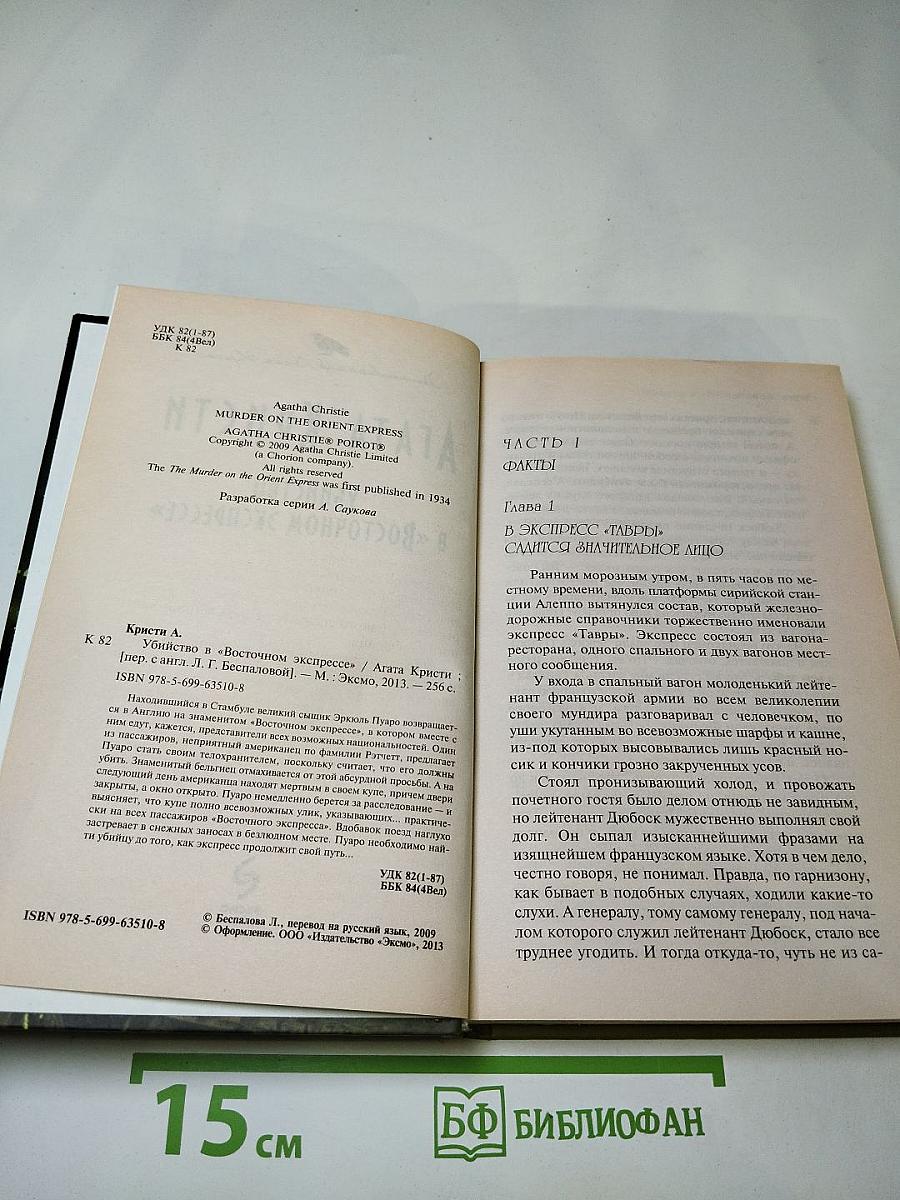 УДК 82(1-87)
ББК 84(4Вел)
К 82
Agatha Christie
MURDER ON THE ORIENT EXPRESS
AGATHA CHRISTIE® POIROT®
Copyright © 2009 Agatha Christie Limited
(a Chorion company).
All rights reserved
The The Murder on the Orient Express was first published in 1934
Разработка серии А. Саукова
Кристи А.
К 82 Убийство в «Восточном экспрессе» / Агата Кристи ;
[пер. с англ. Л. Г. Беспаловой]. — М. : Эксмо, 2013. — 256 с.
ISBN 978-5-699-63510-8
Находившийся в Стамбуле великий сыщик Эркюль Пуаро возвращает-
ся в Англию на знаменитом «Восточном экспрессе», в котором вместе с
ним едут, кажется, представители всех возможных национальностей. Один
из пассажиров, неприятный американец по фамилии Рэтчетт, предлагает
Пуаро стать своим телохранителем, поскольку считает, что его должны
убить. Знаменитый бельгиец отмахивается от этой абсурдной просьбы. А на
следующий день американца находят мертвым в своем купе, причем двери
закрыты, а окно открыто. Пуаро немедленно берется за расследование — и
выясняет, что купе полно всевозможных улик, указывающих... практиче-
ски на всех пассажиров «Восточного экспресса». Вдобавок поезд наглухо
застревает в снежных заносах в безлюдном месте. Пуаро необходимо най-
ти убийцу до того, как экспресс продолжит свой путь...
УДК 82(1-87)
ББК 84(4Вел)
ISBN 978-5-699-63510-8
© Беспалова Л., перевод на русский язык, 2009
© Оформление. ООО «Издательство «Эксмо», 2013
ЧАСТЬ 1
ФАКТЫ
Глава 1
В ЭКСПРЕСС «ТАВРЫ»
САДИТСЯ ЗНАЧИТЕЛЬНОЕ ЛИЦО
Ранним морозным утром, в пять часов по ме-
стному времени, вдоль платформы сирийской стан-
ции Алеппо вытянулся состав, который железно-
дорожные справочники торжественно именовали
экспресс «Тавры». Экспресс состоял из вагона-
ресторана, одного спального и двух вагонов мест-
ного сообщения.
У входа в спальный вагон молоденький лейте-
нант французской армии во всем великолепии
своего мундира разговаривал с человечком, по
уши укутанным во всевозможные шарфы и кашне,
из-под которых высовывались лишь красный но-
сик и кончики грозно закрученных усов.
Стоял пронизывающий холод, и провожать
почетного гостя было делом отнюдь не завидным,
но лейтенант Дюбоск мужественно выполнял свой
долг. Он сыпал изысканнейшими фразами на
изящнейшем французском языке. Хотя в чем дело,
честно говоря, не понимал. Правда, по гарнизону,
как бывает в подобных случаях, ходили какие-то
слухи. А генералу, тому самому генералу, под нача-
лом которого служил лейтенант Дюбоск, стало все
труднее угодить. И тогда откуда-то, чуть не из са-
15 см
БФ БИБЛИОФАН